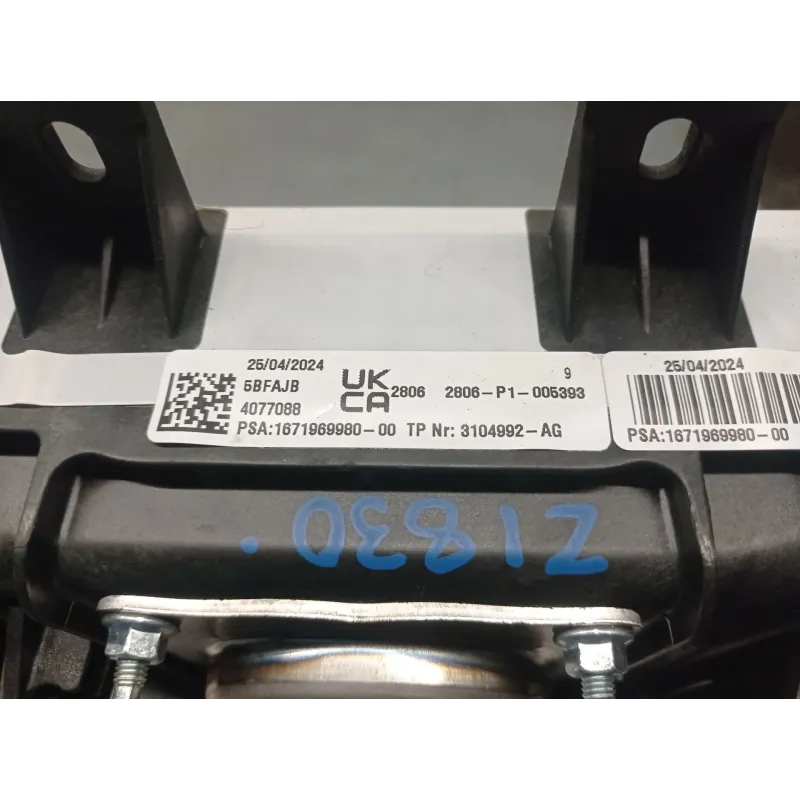 25/04/2024
9
5BFAJB
UK
CA
2806
2806-P1-005393
4077088
PSA:1671969980-00 TP Nr: 3104992-AG
25/04/2024
PSA:1671969980-00
Z1830.